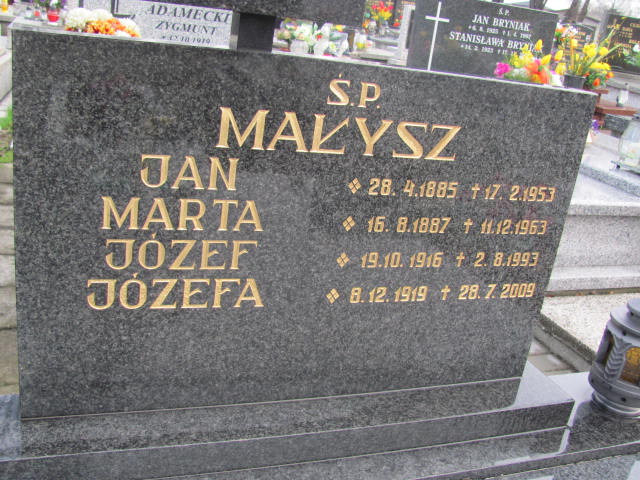 ADAMECKI
ZYGMUNT
Ś.P.
JAN BRYNIAK
STANISŁAWA
Ś.P.
MAŁYSZ
JAN 28. 4.1885 + 17. 2.1953
MARTA 16. 8.1887 + 11.12.1963
JÓZEF 19.10. 1916 + 2. 8.1993
JÓZEFA 8. 12. 1919 + 28. 7. 2009